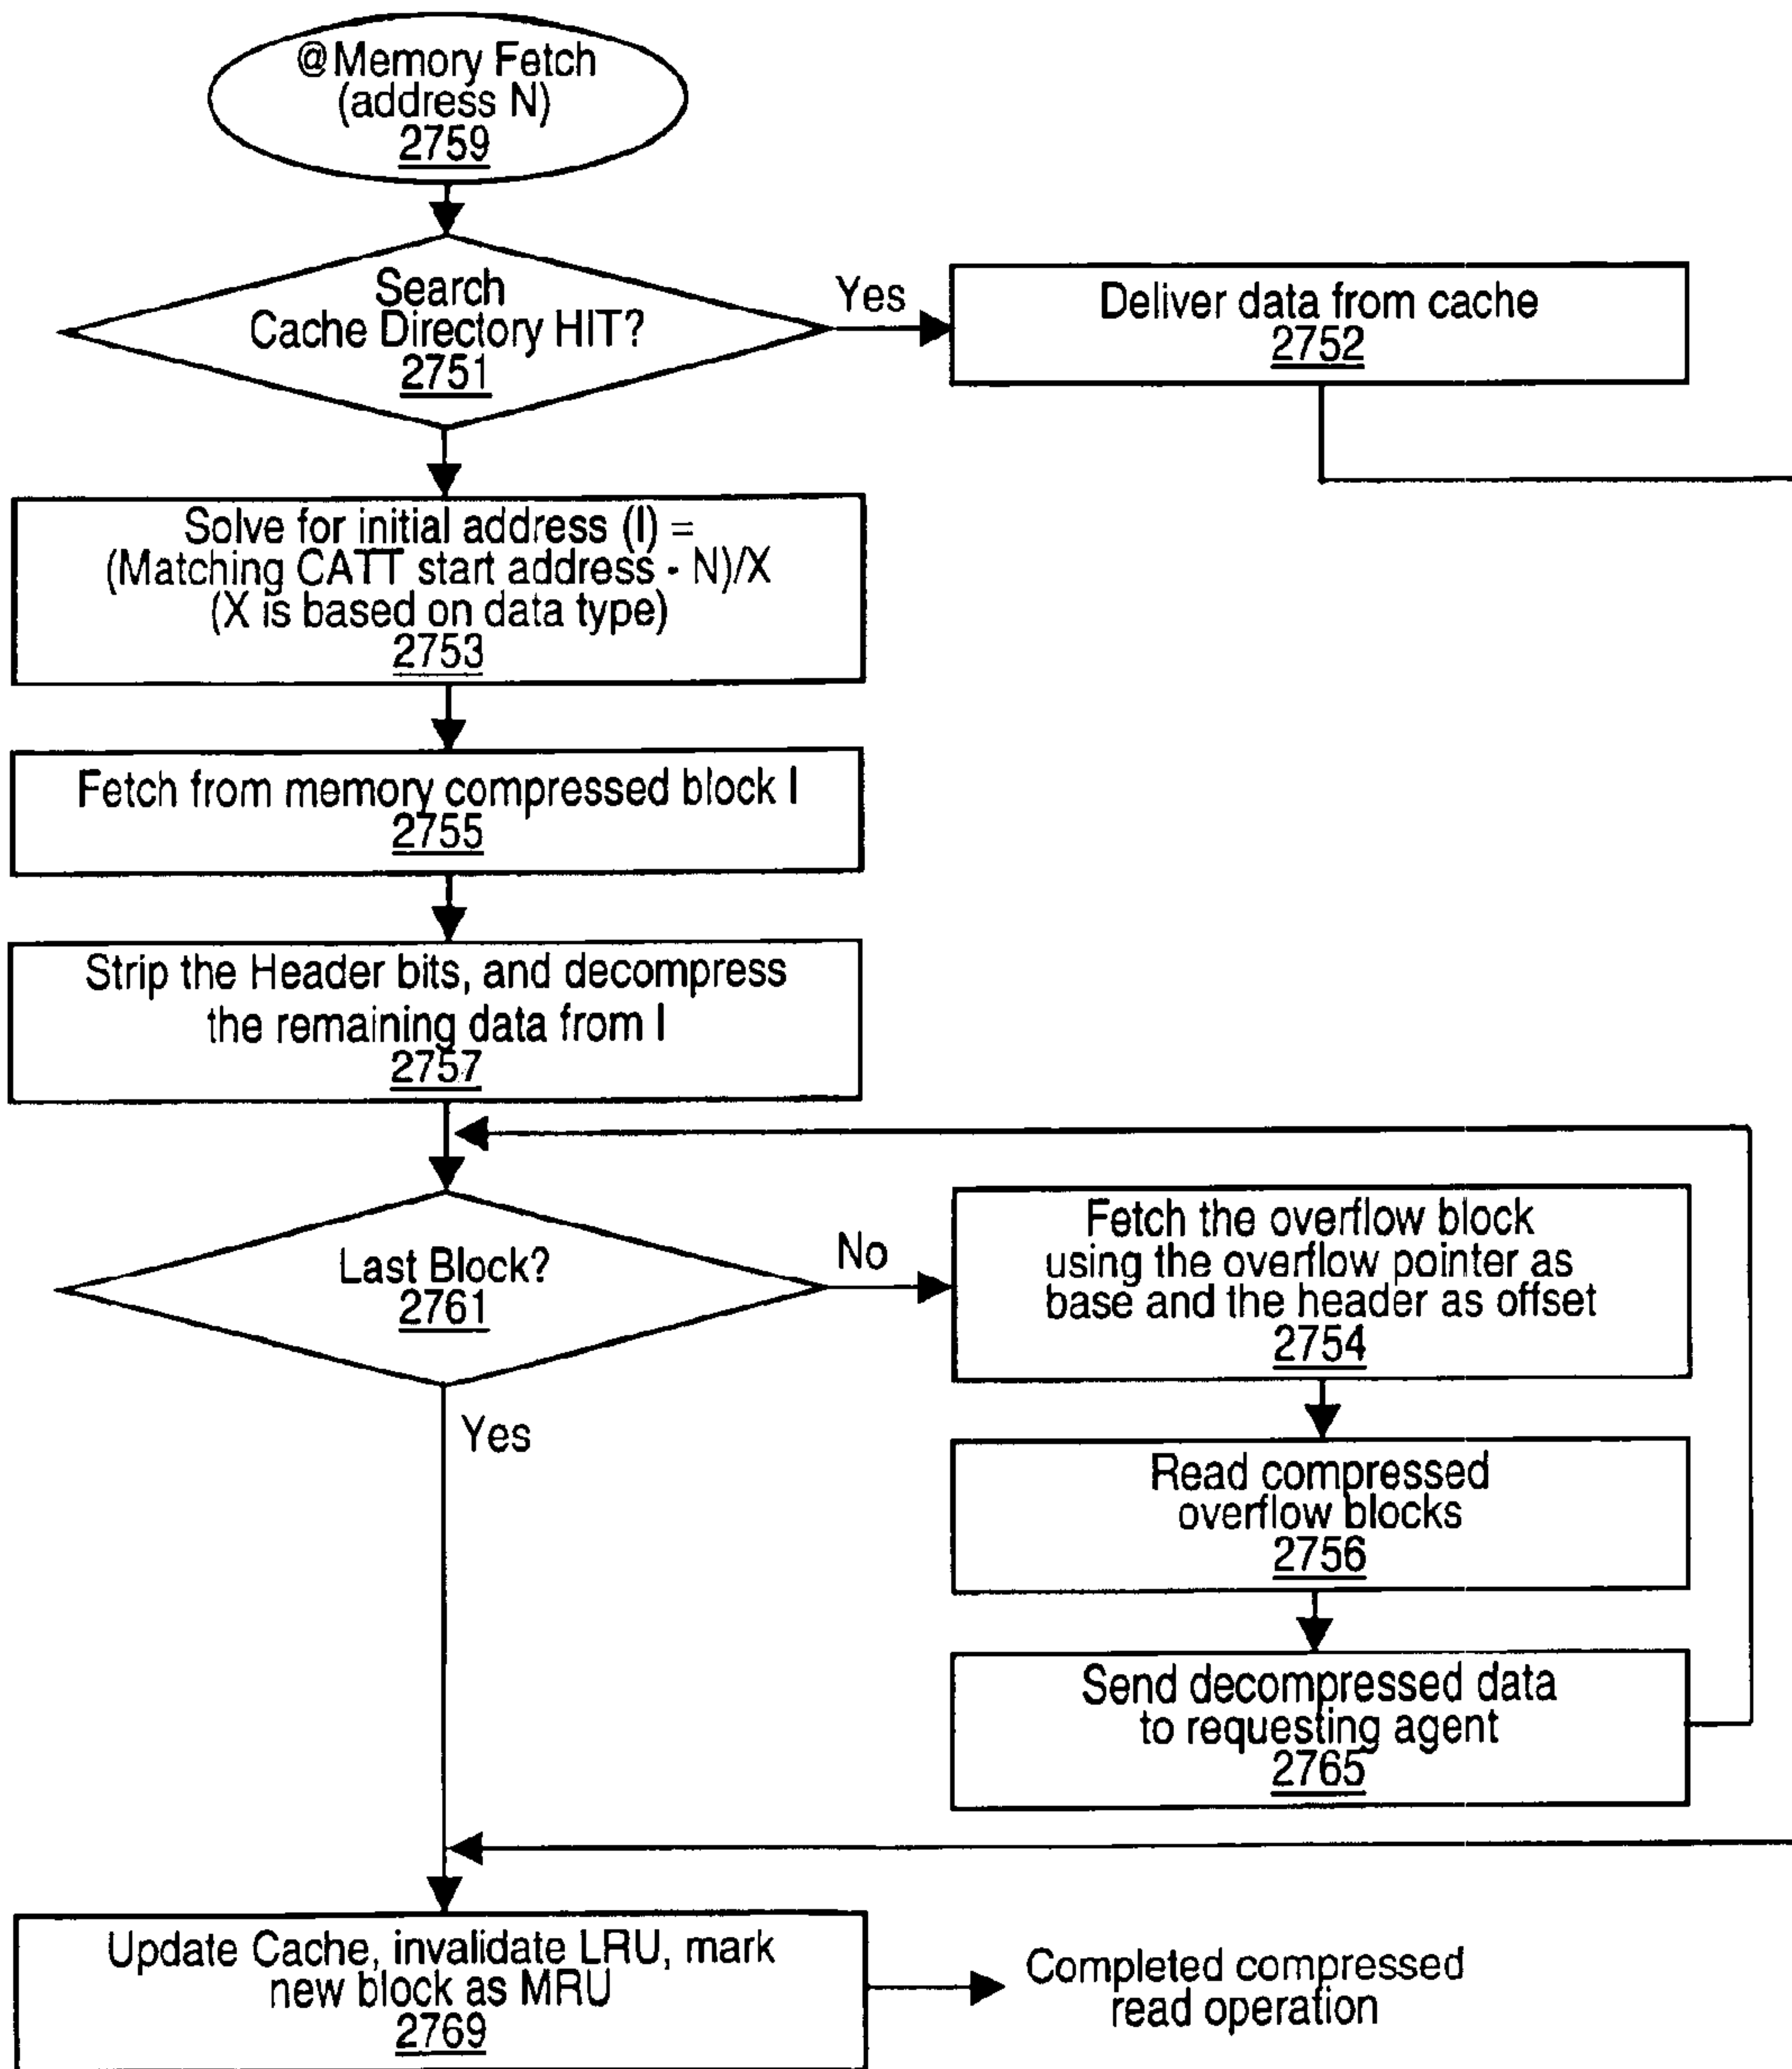 @Memory Fetch
(address N)
2759
Search
Cache Directory HIT?
2751
Yes
Deliver data from cache
2752
Solve for initial address (I) =
(Matching CATT start address - N)/X
(X is based on data type)
2753
Fetch from memory compressed block I
2755
Strip the Header bits, and decompress
the remaining data from I
2757
Last Block?
2761
No
Fetch the overflow block
using the overflow pointer as
base and the header as offset
2754
Yes
Read compressed
overflow blocks
2756
Send decompressed data
to requesting agent
2765
Update Cache, invalidate LRU, mark
new block as MRU
2769
Completed compressed
read operation